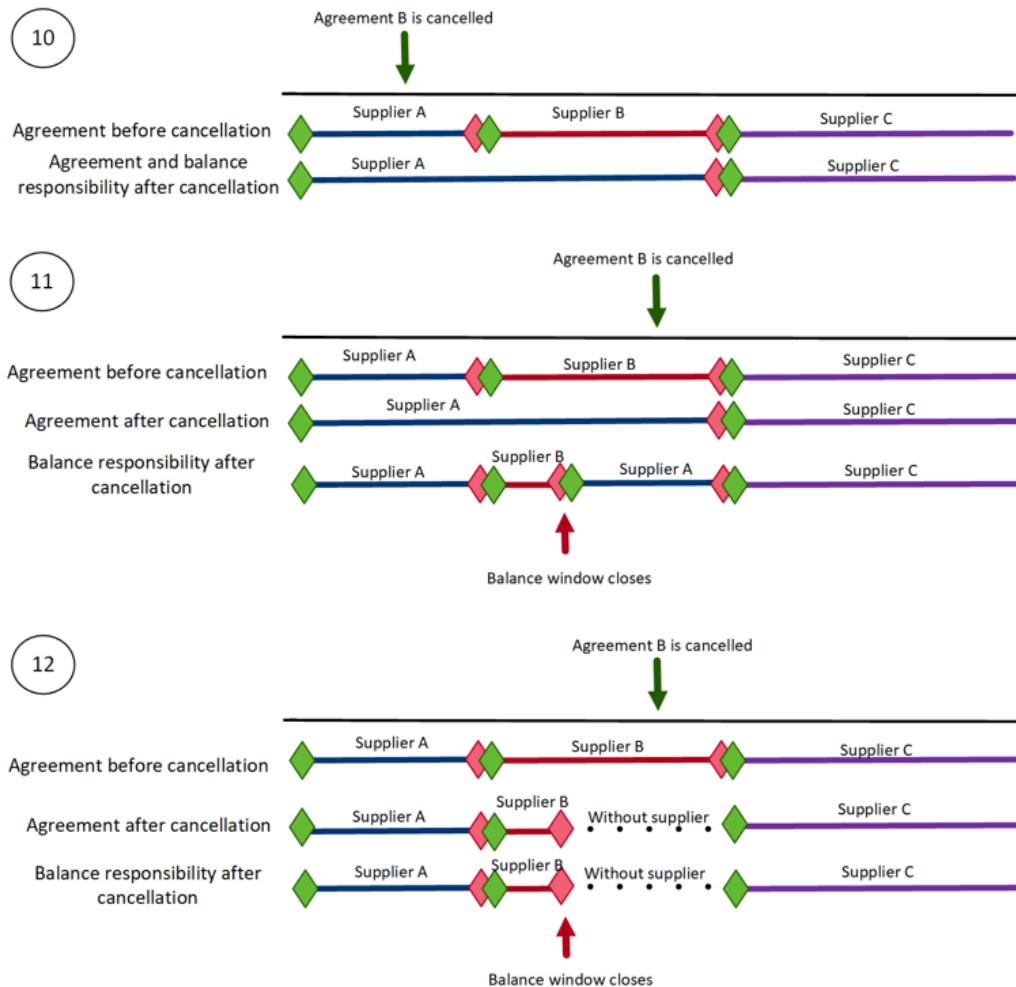 Agreement B is cancelled
10
Supplier A
Supplier B
Supplier C
Agreement before cancellation
Agreement and balance
responsibility after cancellation
Supplier A
Supplier C
Agreement B is cancelled
11
Supplier A
Supplier B
Supplier C
Agreement before cancellation
Supplier A
Supplier C
Agreement after cancellation
Balance responsibility after
cancellation
Supplier A
Supplier B
Supplier A
Supplier C
Balance window closes
12
Agreement B is cancelled
Supplier A
Supplier B
Supplier C
Agreement before cancellation
Supplier A
Supplier B
Without supplier
Supplier C
Agreement after cancellation
Balance responsibility after
cancellation
Supplier A
Supplier B
Without supplier
Supplier C
Balance window closes